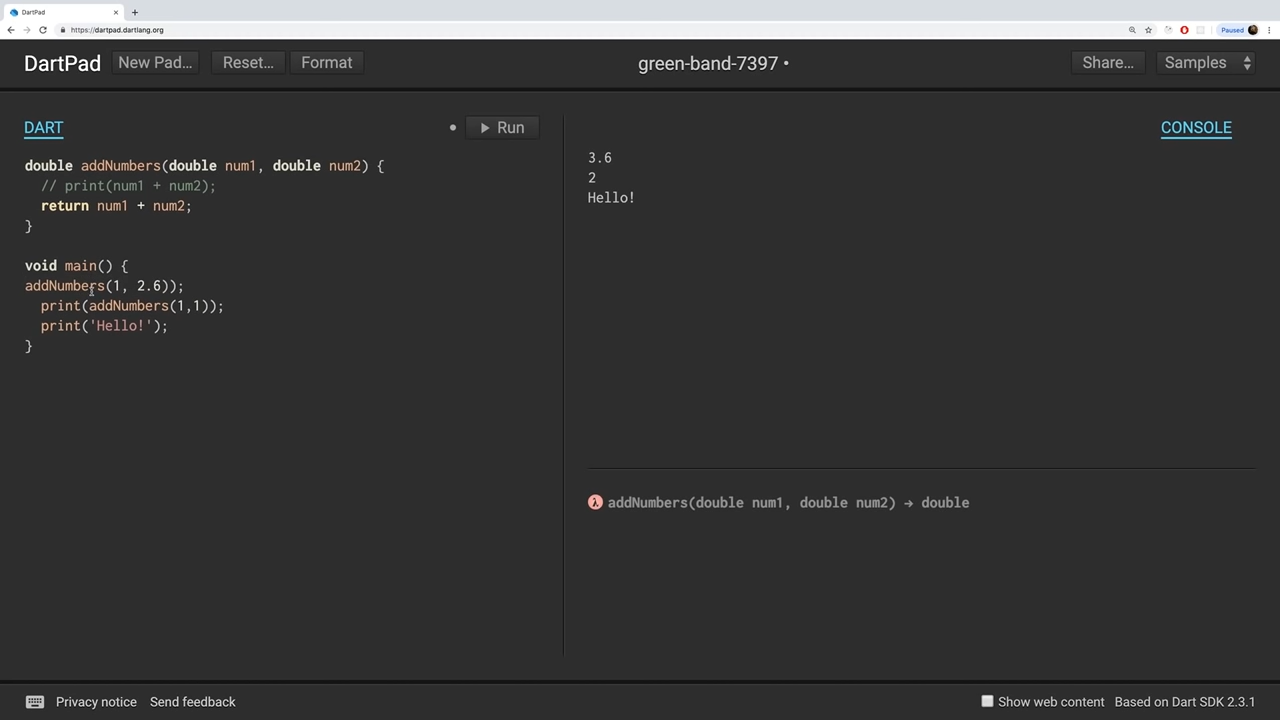 DartPad
https://dartpad.dartlang.org
Paused
DartPad
New Pad...
Reset...
Format
green-band-7397 •
Share...
Samples
DART
Run
CONSOLE
double addNumbers(double num1, double num2) {
// print(num1 + num2);
return num1 + num2;
}
void main() {
addNumbers(1, 2.6));
print(addNumbers(1,1));
print('Hello!');
}
3.6
2
Hello!
λ addNumbers(double num1, double num2) → double
Privacy notice
Send feedback
Show web content
Based on Dart SDK 2.3.1